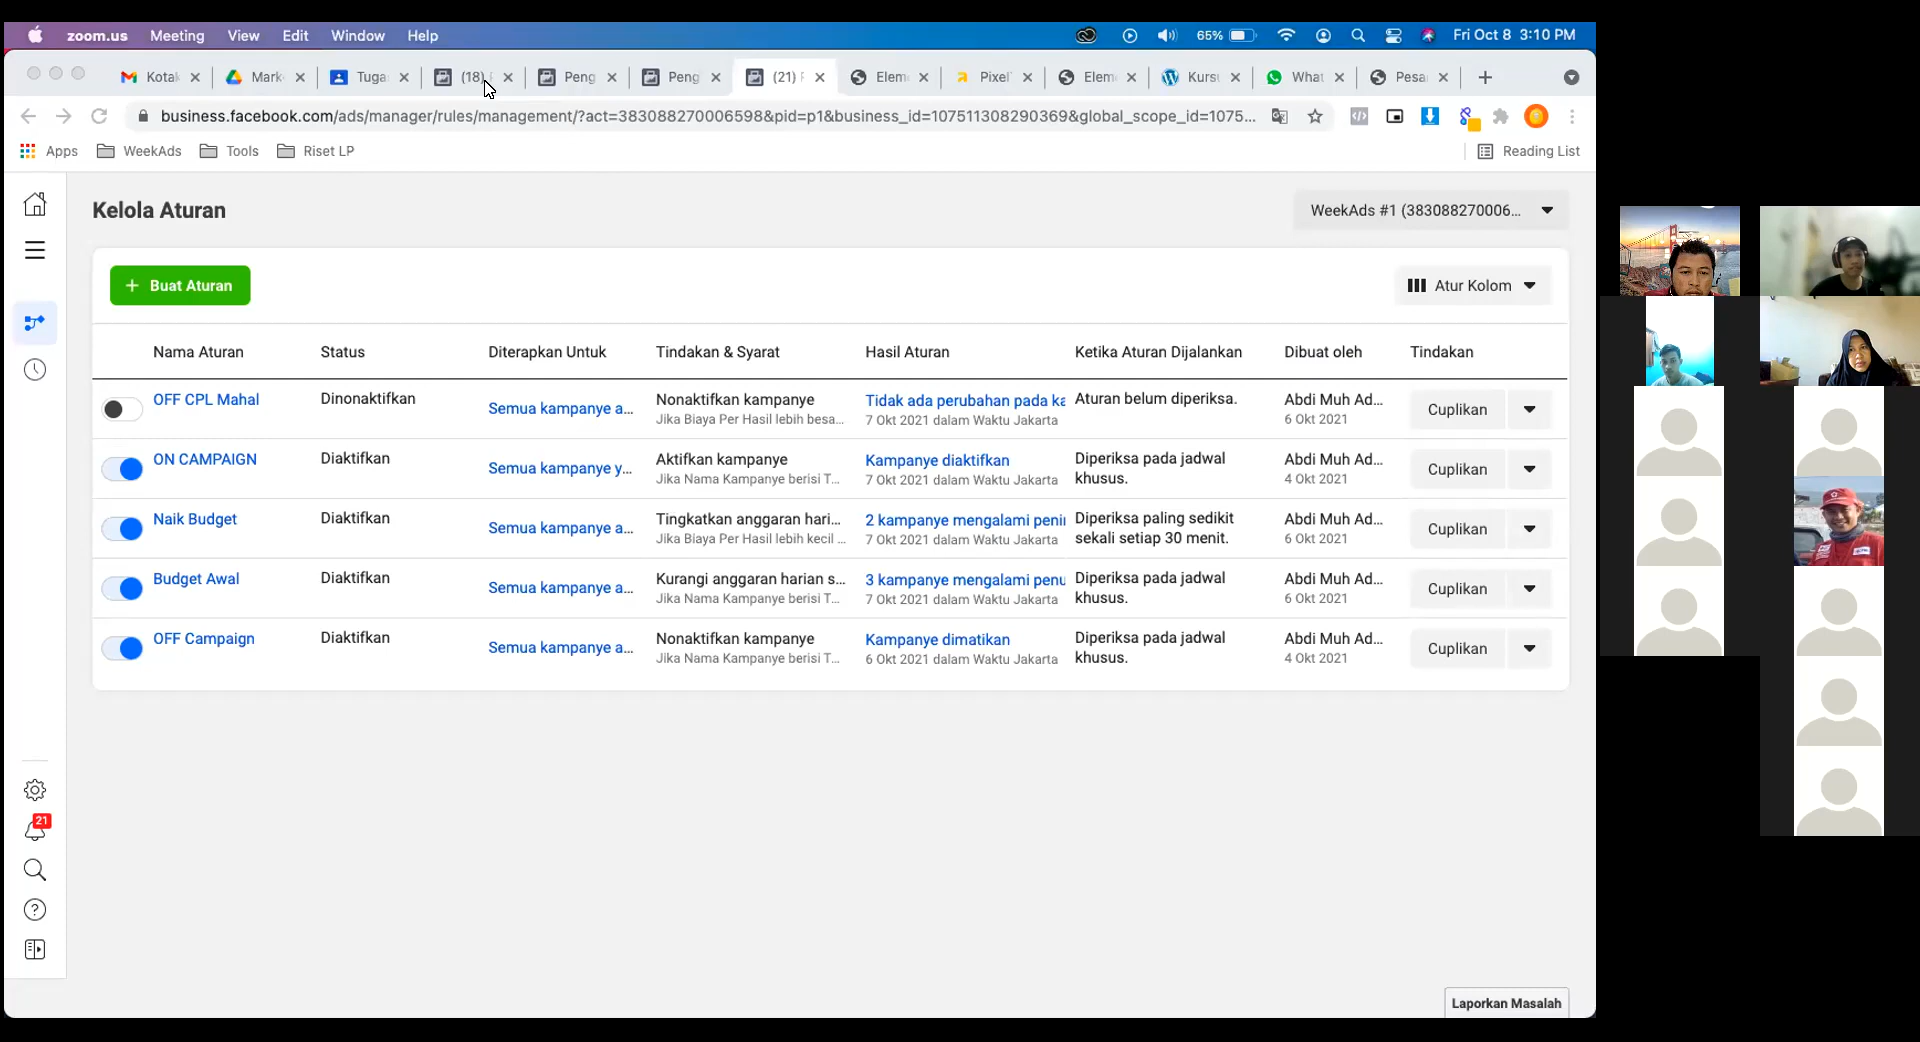 zoom.us Meeting View Edit Window Help 65% Fri Oct 8 3:10 PM
Kotak Mark Tuga (18) Peng Peng (21) Elem Pixel Elem Kurs What Pesa
business.facebook.com/ads/manager/rules/management/?act=383088270006598&pid=p1&business_id=107511308290369&global_scope_id=1075...
Apps WeekAds Tools Riset LP Reading List
Kelola Aturan
WeekAds #1 (383088270006...
+ Buat Aturan
Atur Kolom
Nama Aturan Status Diterapkan Untuk Tindakan & Syarat Hasil Aturan Ketika Aturan Dijalankan Dibuat oleh Tindakan
OFF CPL Mahal Dinonaktifkan Semua kampanye a... Nonaktifkan kampanye Tidak ada perubahan pada ka Aturan belum diperiksa. Abdi Muh Ad... Cuplikan
Jika Biaya Per Hasil lebih besa... 7 Okt 2021 dalam Waktu Jakarta 6 Okt 2021
ON CAMPAIGN Diaktifkan Semua kampanye y... Aktifkan kampanye Kampanye diaktifkan Diperiksa pada jadwal Abdi Muh Ad... Cuplikan
Jika Nama Kampanye berisi T... 7 Okt 2021 dalam Waktu Jakarta khusus. 4 Okt 2021
Naik Budget Diaktifkan Semua kampanye a... Tingkatkan anggaran hari... 2 kampanye mengalami peni Diperiksa paling sedikit Abdi Muh Ad... Cuplikan
Jika Biaya Per Hasil lebih kecil ... 7 Okt 2021 dalam Waktu Jakarta sekali setiap 30 menit. 6 Okt 2021
Budget Awal Diaktifkan Semua kampanye a... Kurangi anggaran harian s... 3 kampanye mengalami penu Diperiksa pada jadwal Abdi Muh Ad... Cuplikan
Jika Nama Kampanye berisi T... 7 Okt 2021 dalam Waktu Jakarta khusus. 6 Okt 2021
OFF Campaign Diaktifkan Semua kampanye a... Nonaktifkan kampanye Kampanye dimatikan Diperiksa pada jadwal Abdi Muh Ad... Cuplikan
Jika Nama Kampanye berisi T... 6 Okt 2021 dalam Waktu Jakarta khusus. 4 Okt 2021
21
Laporkan Masalah